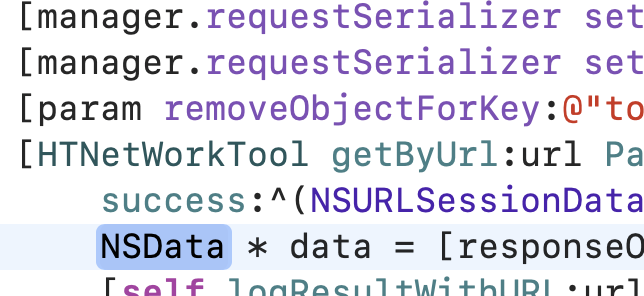 [manager.requestSerializer set
[manager.requestSerializer set
[param removeObjectForKey:@"to
[HTNetWorkTool getByUrl:url Pa
success:^(NSURLSessionData
NSData * data = [responseO
[self logResultWithURL:url